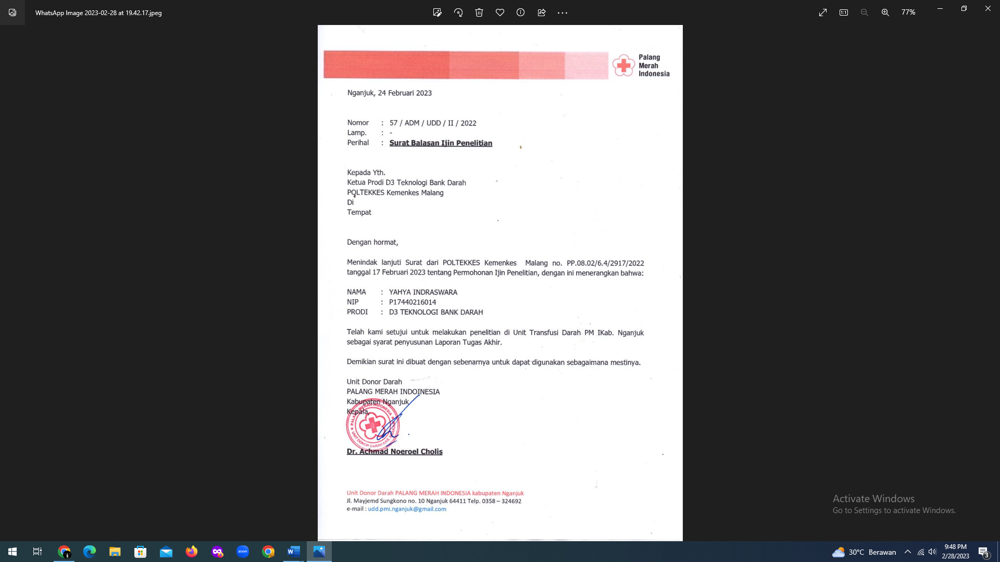 WhatsApp Image 2023-02-28 at 19.42.17.jpeg
77%
Palang
Merah
Indonesia
Nganjuk, 24 Februari 2023
Nomor : 57 / ADM / UDD / II / 2022
Lamp. : -
Perihal : Surat Balasan Ijin Penelitian
Kepada Yth.
Ketua Prodi D3 Teknologi Bank Darah
POLTEKKES Kemenkes Malang
Di
Tempat
Dengan hormat,
Menindak lanjuti Surat dari POLTEKKES Kemenkes Malang no. PP.08.02/6.4/2917/2022
tanggal 17 Februari 2023 tentang Permohonan Ijin Penelitian, dengan ini menerangkan bahwa:
NAMA : YAHYA INDRASWARA
NIP : P17440216014
PRODI : D3 TEKNOLOGI BANK DARAH
Telah kami setujui untuk melakukan penelitian di Unit Transfusi Darah PM IKab. Nganjuk
sebagai syarat penyusunan Laporan Tugas Akhir.
Demikian surat ini dibuat dengan sebenarnya untuk dapat digunakan sebagaimana mestinya.
Unit Donor Darah
PALANG MERAH INDOINESIA
Kabupaten Nganjuk
Kepala,
PALANG MERAH INDONESIA
UNIT DONOR DARAH KAB. NGANJUK
Dr. Achmad Noeroel Cholis
Unit Donor Darah PALANG MERAH INDONESIA kabupaten Nganjuk
Jl. Mayjemd Sungkono no. 10 Nganjuk 64411 Telp. 0358 – 324692
e-mail : udd.pmi.nganjuk@gmail.com
Activate Windows
Go to Settings to activate Windows.
zoom
30°C Berawan
9:48 PM
2/28/2023
3